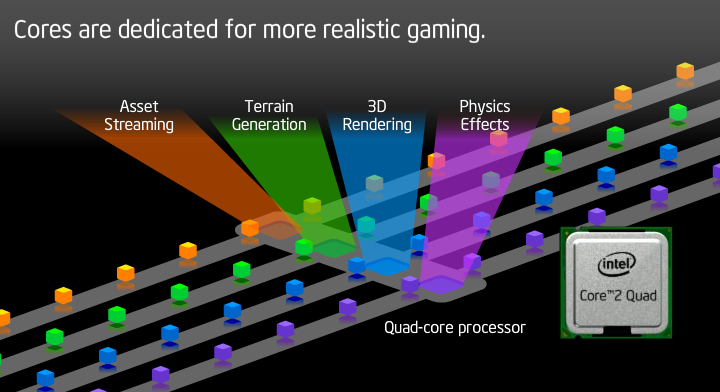 Cores are dedicated for more realistic gaming.
Asset
Streaming
Terrain
Generation
3D
Rendering
Physics
Effects
intel
Core™2 Quad
Quad-core processor